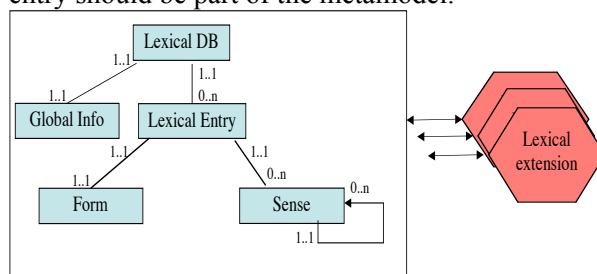 entry should be part of the metamodel.
Lexical DB
1..1
1..1
1..1
0..n
Global Info
Lexical Entry
1..1
1..1
1..1
0..n
0..n
Form
Sense
1..1
Lexical
extension